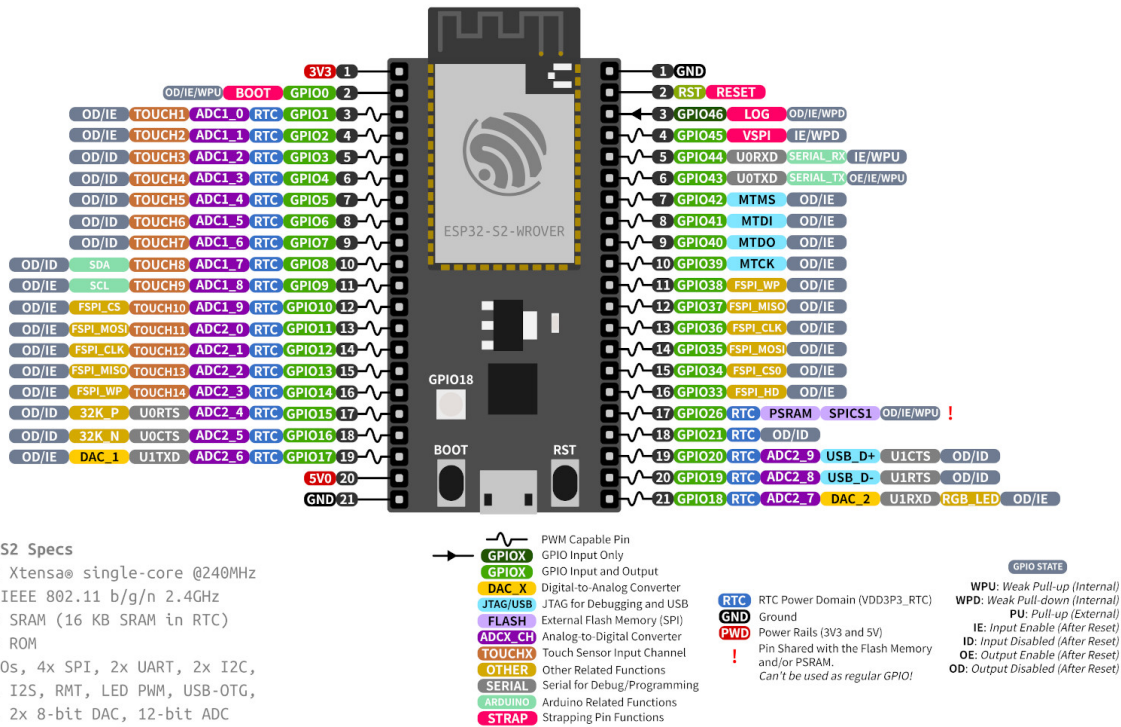 3V3 1
OD/IE/WPU BOOT GPIO0 2
OD/IE TOUCH1 ADC1_0 RTC GPIO1 3
OD/IE TOUCH2 ADC1_1 RTC GPIO2 4
OD/ID TOUCH3 ADC1_2 RTC GPIO3 5
OD/ID TOUCH4 ADC1_3 RTC GPIO4 6
OD/ID TOUCH5 ADC1_4 RTC GPIO5 7
OD/ID TOUCH6 ADC1_5 RTC GPIO6 8
OD/ID TOUCH7 ADC1_6 RTC GPIO7 9
OD/ID SDA TOUCH8 ADC1_7 RTC GPIO8 10
OD/IE SCL TOUCH9 ADC1_8 RTC GPIO9 11
OD/IE FSPI_CS TOUCH10 ADC1_9 RTC GPIO10 12
OD/IE FSPI_MOSI TOUCH11 ADC2_0 RTC GPIO11 13
OD/IE FSPI_CLK TOUCH12 ADC2_1 RTC GPIO12 14
OD/IE FSPI_MISO TOUCH13 ADC2_2 RTC GPIO13 15
OD/IE FSPI_WP TOUCH14 ADC2_3 RTC GPIO14 16
OD/ID 32K_P U0RTS ADC2_4 RTC GPIO15 17
OD/ID 32K_N U0CTS ADC2_5 RTC GPIO16 18
OD/IE DAC_1 U1TXD ADC2_6 RTC GPIO17 19
5V0 20
GND 21
ESP32-S2-WROVER
GPIO18
BOOT RST
1 GND
2 RST RESET
3 GPIO46 LOG OD/IE/WPD
4 GPIO45 VSPI IE/WPD
5 GPIO44 U0RXD SERIAL_RX IE/WPU
6 GPIO43 U0TXD SERIAL_TX OE/IE/WPU
7 GPIO42 MTMS OD/IE
8 GPIO41 MTDI OD/IE
9 GPIO40 MTDO OD/IE
10 GPIO39 MTCK OD/IE
11 GPIO38 FSPI_WP OD/IE
12 GPIO37 FSPI_MISO OD/IE
13 GPIO36 FSPI_CLK OD/IE
14 GPIO35 FSPI_MOSI OD/IE
15 GPIO34 FSPI_CS0 OD/IE
16 GPIO33 FSPI_HD OD/IE
17 GPIO26 RTC PSRAM SPICS1 OD/IE/WPU !
18 GPIO21 RTC OD/ID
19 GPIO20 RTC ADC2_9 USB_D+ U1CTS OD/ID
20 GPIO19 RTC ADC2_8 USB_D- U1RTS OD/ID
21 GPIO18 RTC ADC2_7 DAC_2 U1RXD RGB_LED OD/IE
S2 Specs
Xtensa® single-core @240MHz
IEEE 802.11 b/g/n 2.4GHz
SRAM (16 KB SRAM in RTC)
ROM
Os, 4x SPI, 2x UART, 2x I2C,
I2S, RMT, LED PWM, USB-OTG,
2x 8-bit DAC, 12-bit ADC
PWM Capable Pin
GPIOX GPIO Input Only
GPIOX GPIO Input and Output
DAC_X Digital-to-Analog Converter
JTAG/USB JTAG for Debugging and USB
FLASH External Flash Memory (SPI)
ADCX_CH Analog-to-Digital Converter
TOUCHX Touch Sensor Input Channel
OTHER Other Related Functions
SERIAL Serial for Debug/Programming
ARDUINO Arduino Related Functions
STRAP Strapping Pin Functions
RTC RTC Power Domain (VDD3P3_RTC)
GND Ground
PWD Power Rails (3V3 and 5V)
! Pin Shared with the Flash Memory
and/or PSRAM.
Can't be used as regular GPIO!
GPIO STATE
WPU: Weak Pull-up (Internal)
WPD: Weak Pull-down (Internal)
PU: Pull-up (External)
IE: Input Enable (After Reset)
ID: Input Disabled (After Reset)
OE: Output Enable (After Reset)
OD: Output Disabled (After Reset)